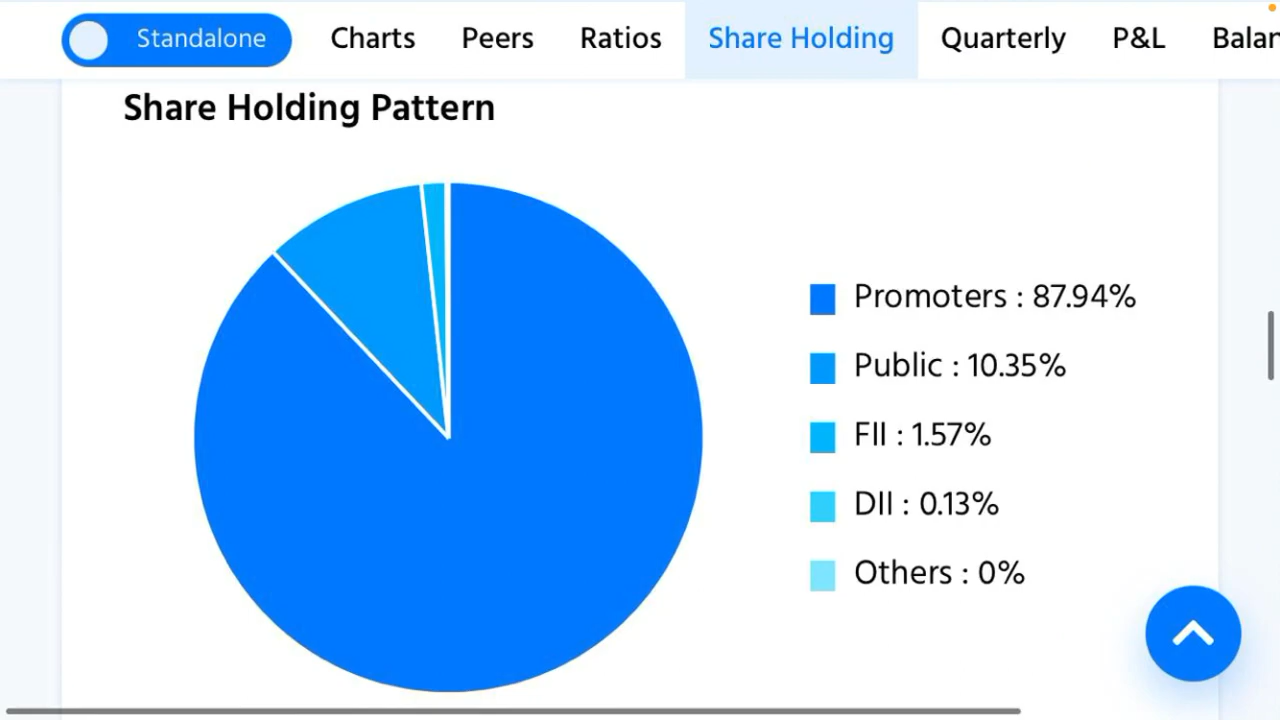 Standalone Charts Peers Ratios Share Holding Quarterly P&L Balan
Share Holding Pattern
Promoters : 87.94%
Public : 10.35%
FII : 1.57%
DII : 0.13%
Others : 0%